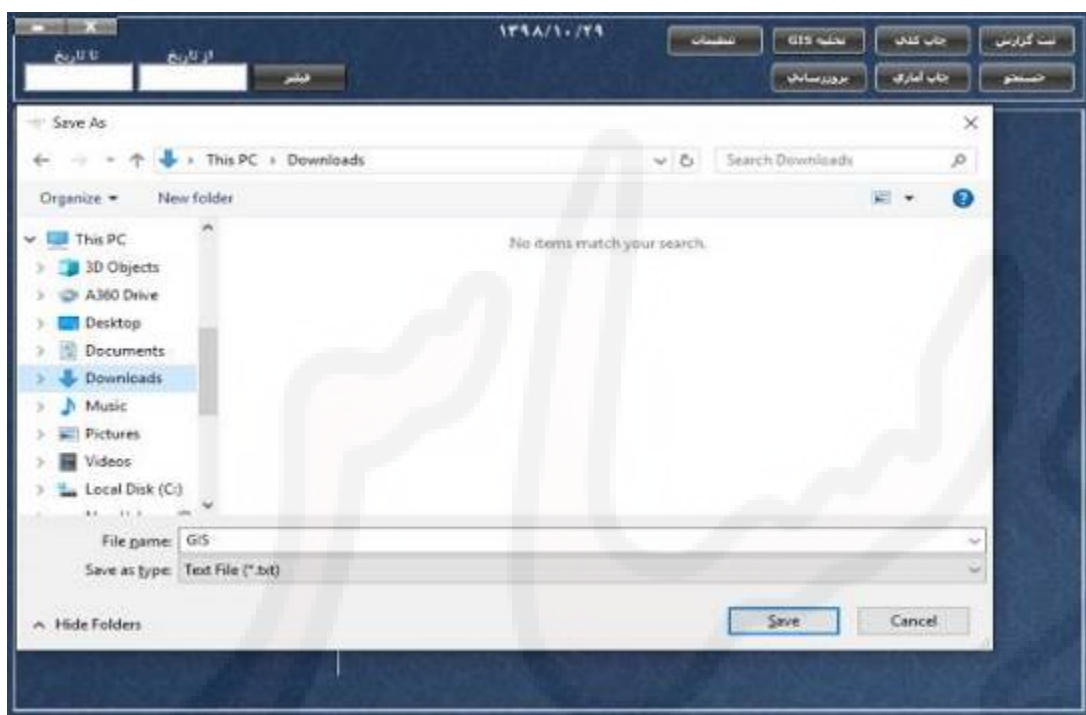 ۱۳۹۸/۱۰/۲۹
ثبت گزارش
چاپ کلی
تخلیه GIS
تنظیمات
جستجو
چاپ آماری
بروزرسانی
از تاریخ
تا تاریخ
فیلتر
Save As
This PC › Downloads
Search Downloads
Organize
New folder
This PC
No items match your search.
3D Objects
A360 Drive
Desktop
Documents
Downloads
Music
Pictures
Videos
Local Disk (C:)
File name: GIS
Save as type: Text File (*.txt)
Hide Folders
Save
Cancel